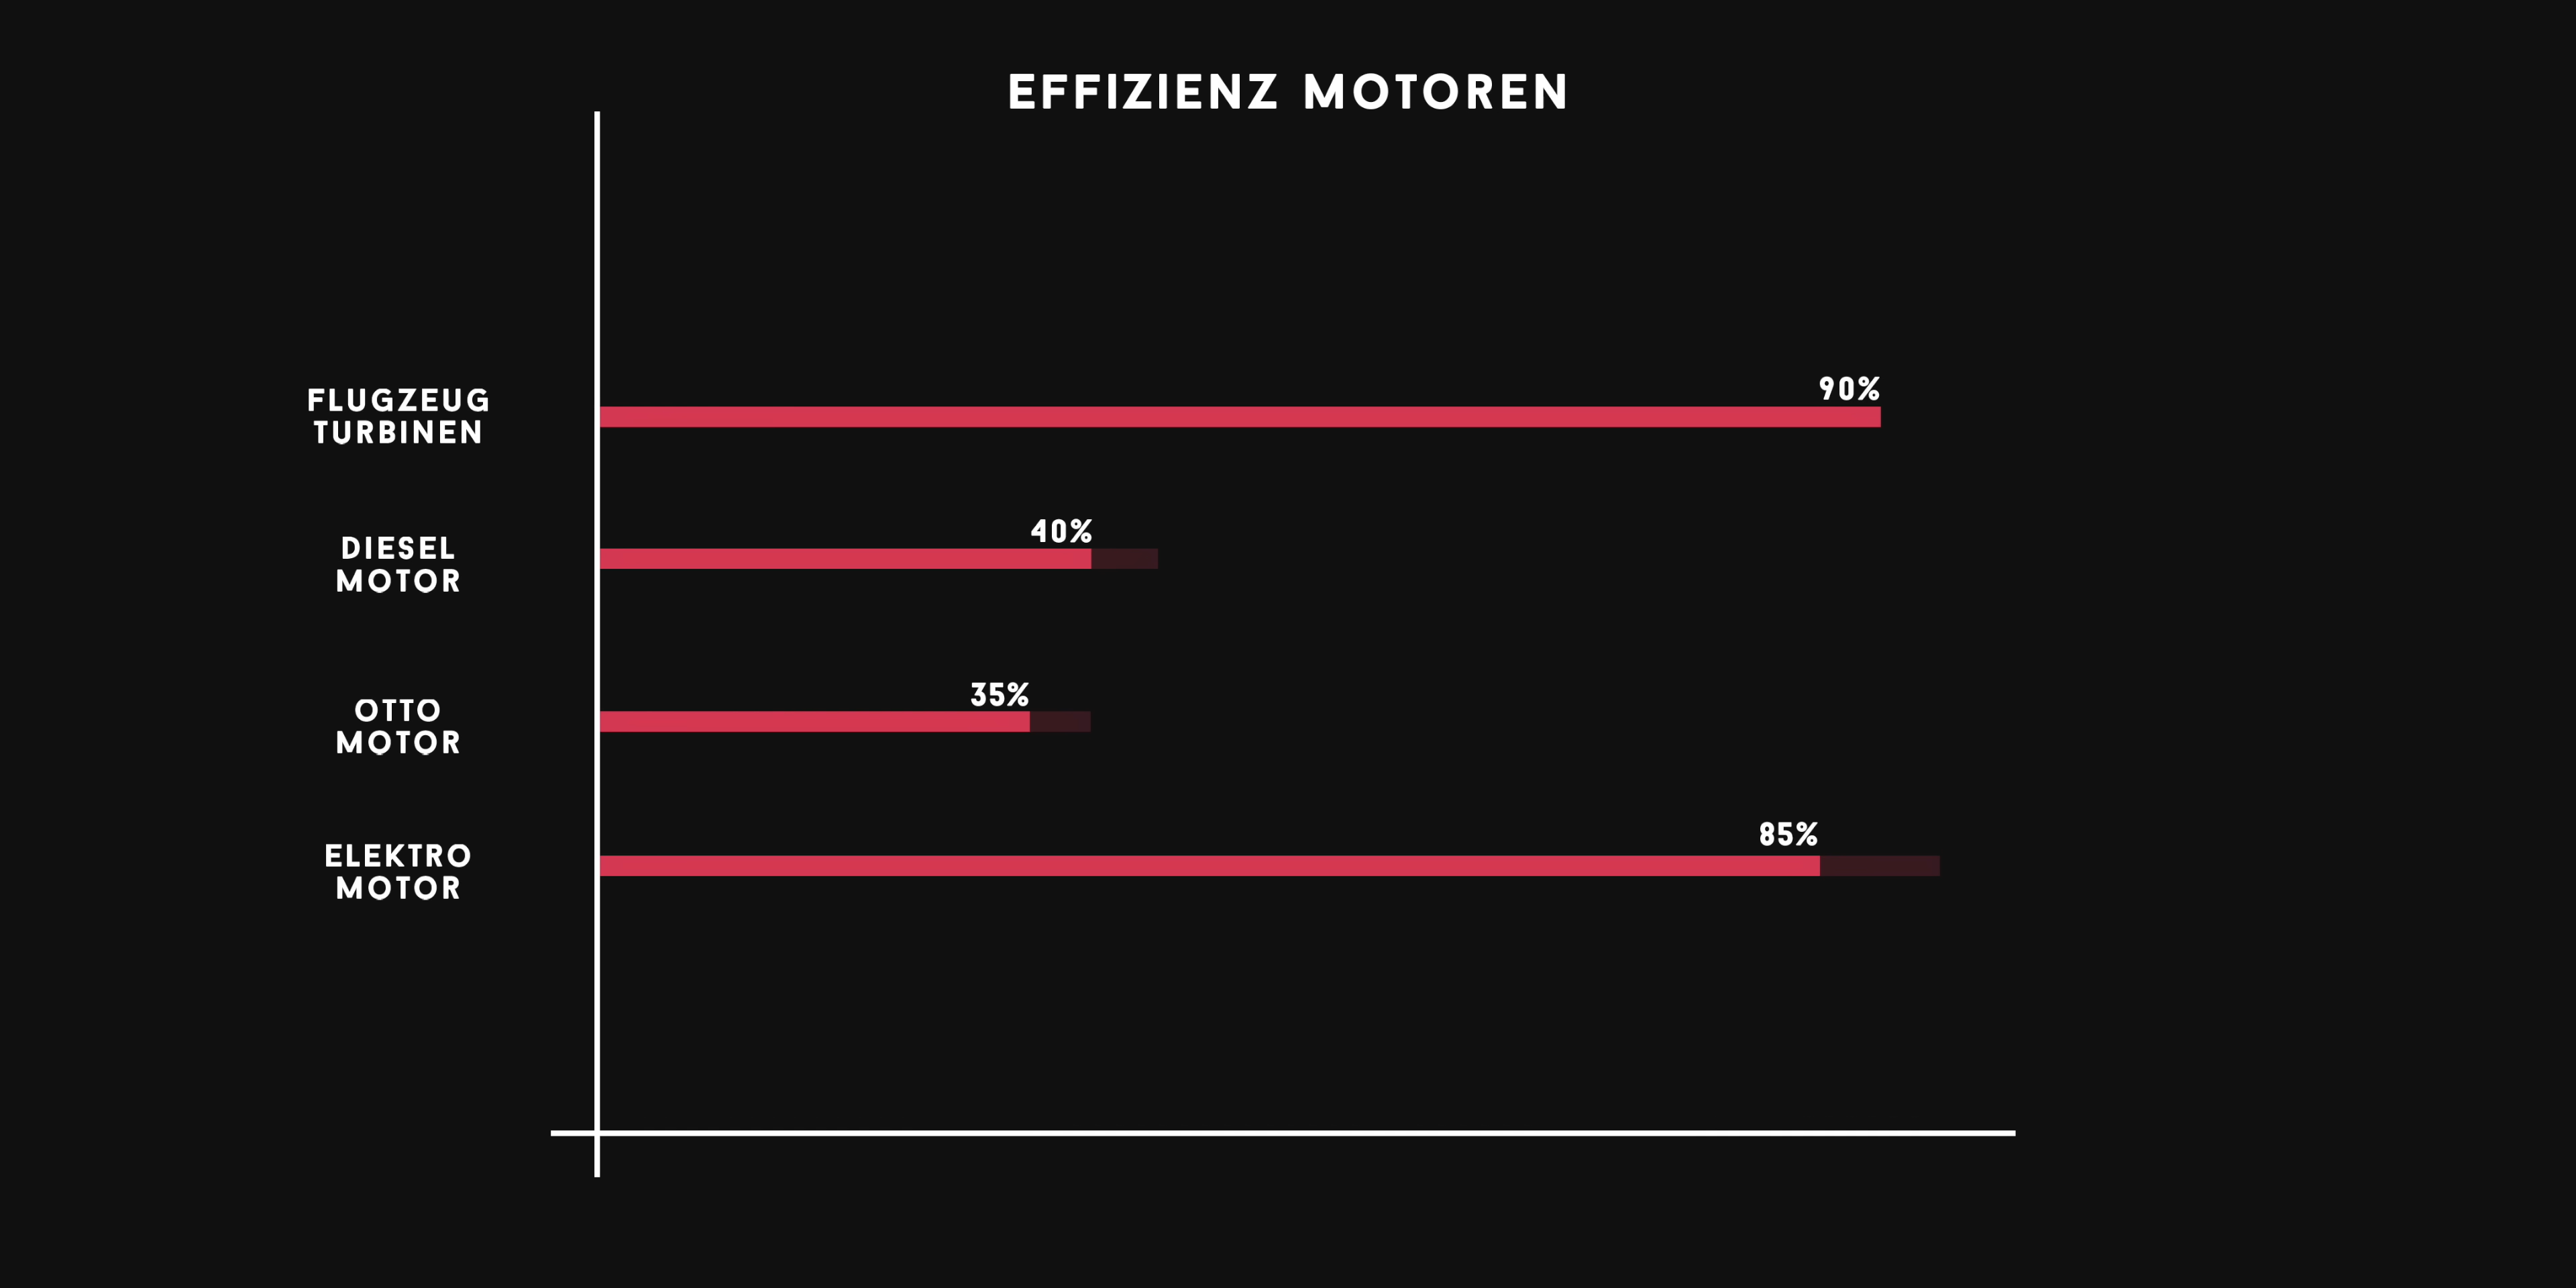 EFFIZIENZ MOTOREN
90%
FLUGZEUG
TURBINEN
40%
DIESEL
MOTOR
35%
OTTO
MOTOR
85%
ELEKTRO
MOTOR